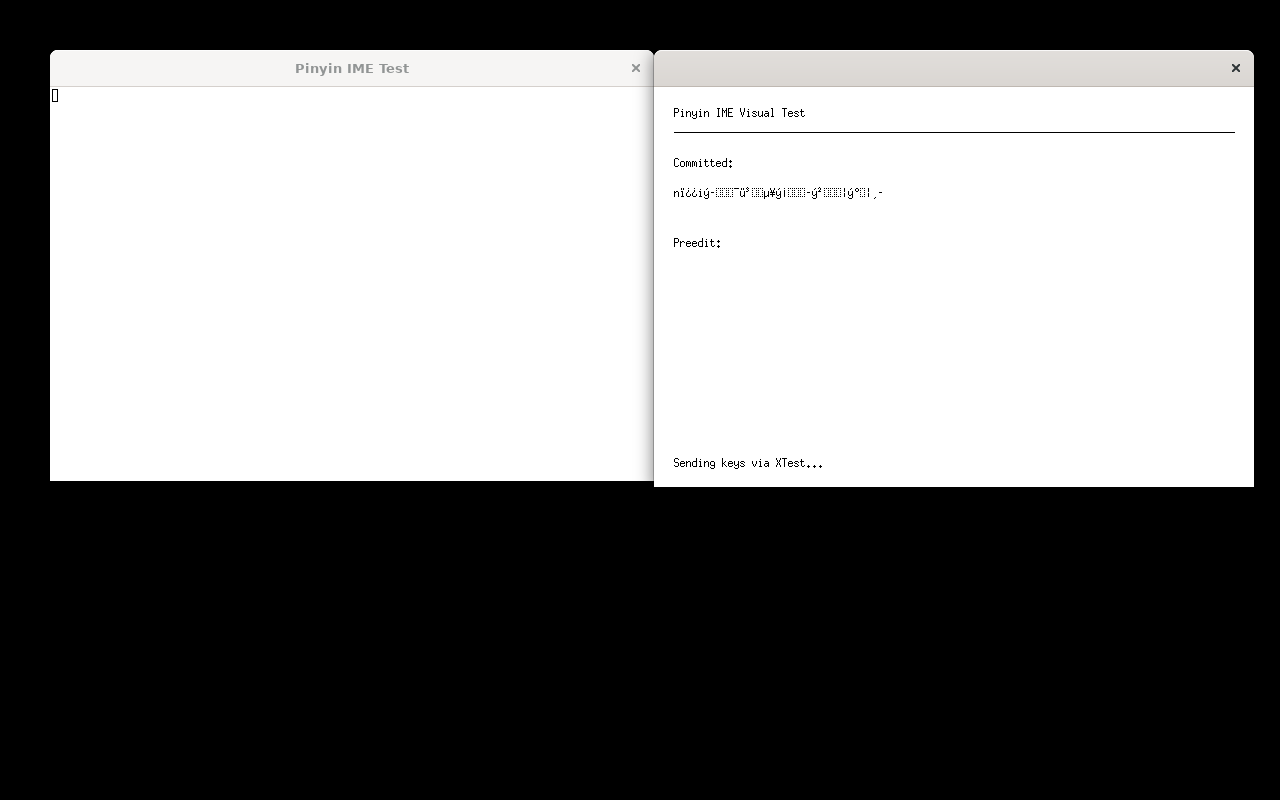 Pinyin IME Test
Pinyin IME Visual Test
Committed:
Preedit:
Sending keys via XTest...